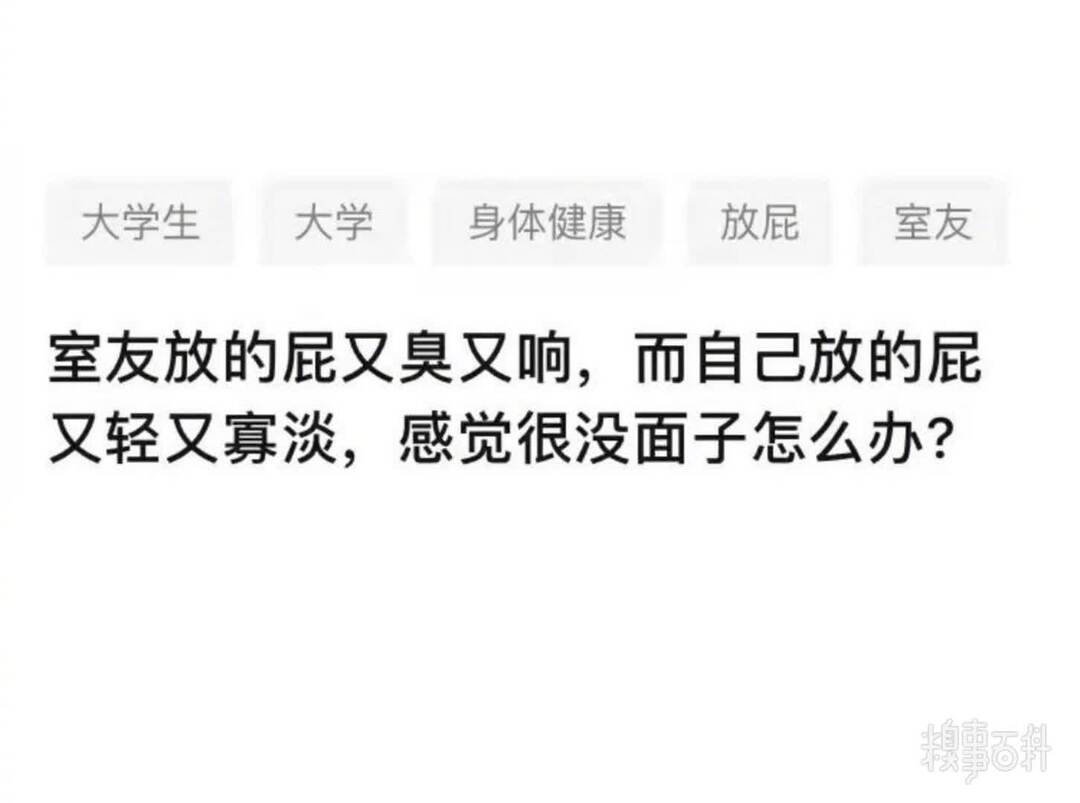 大学生 大学 身体健康 放屁 室友
室友放的屁又臭又响，而自己放的屁
又轻又寡淡，感觉很没面子怎么办？
糗事百科